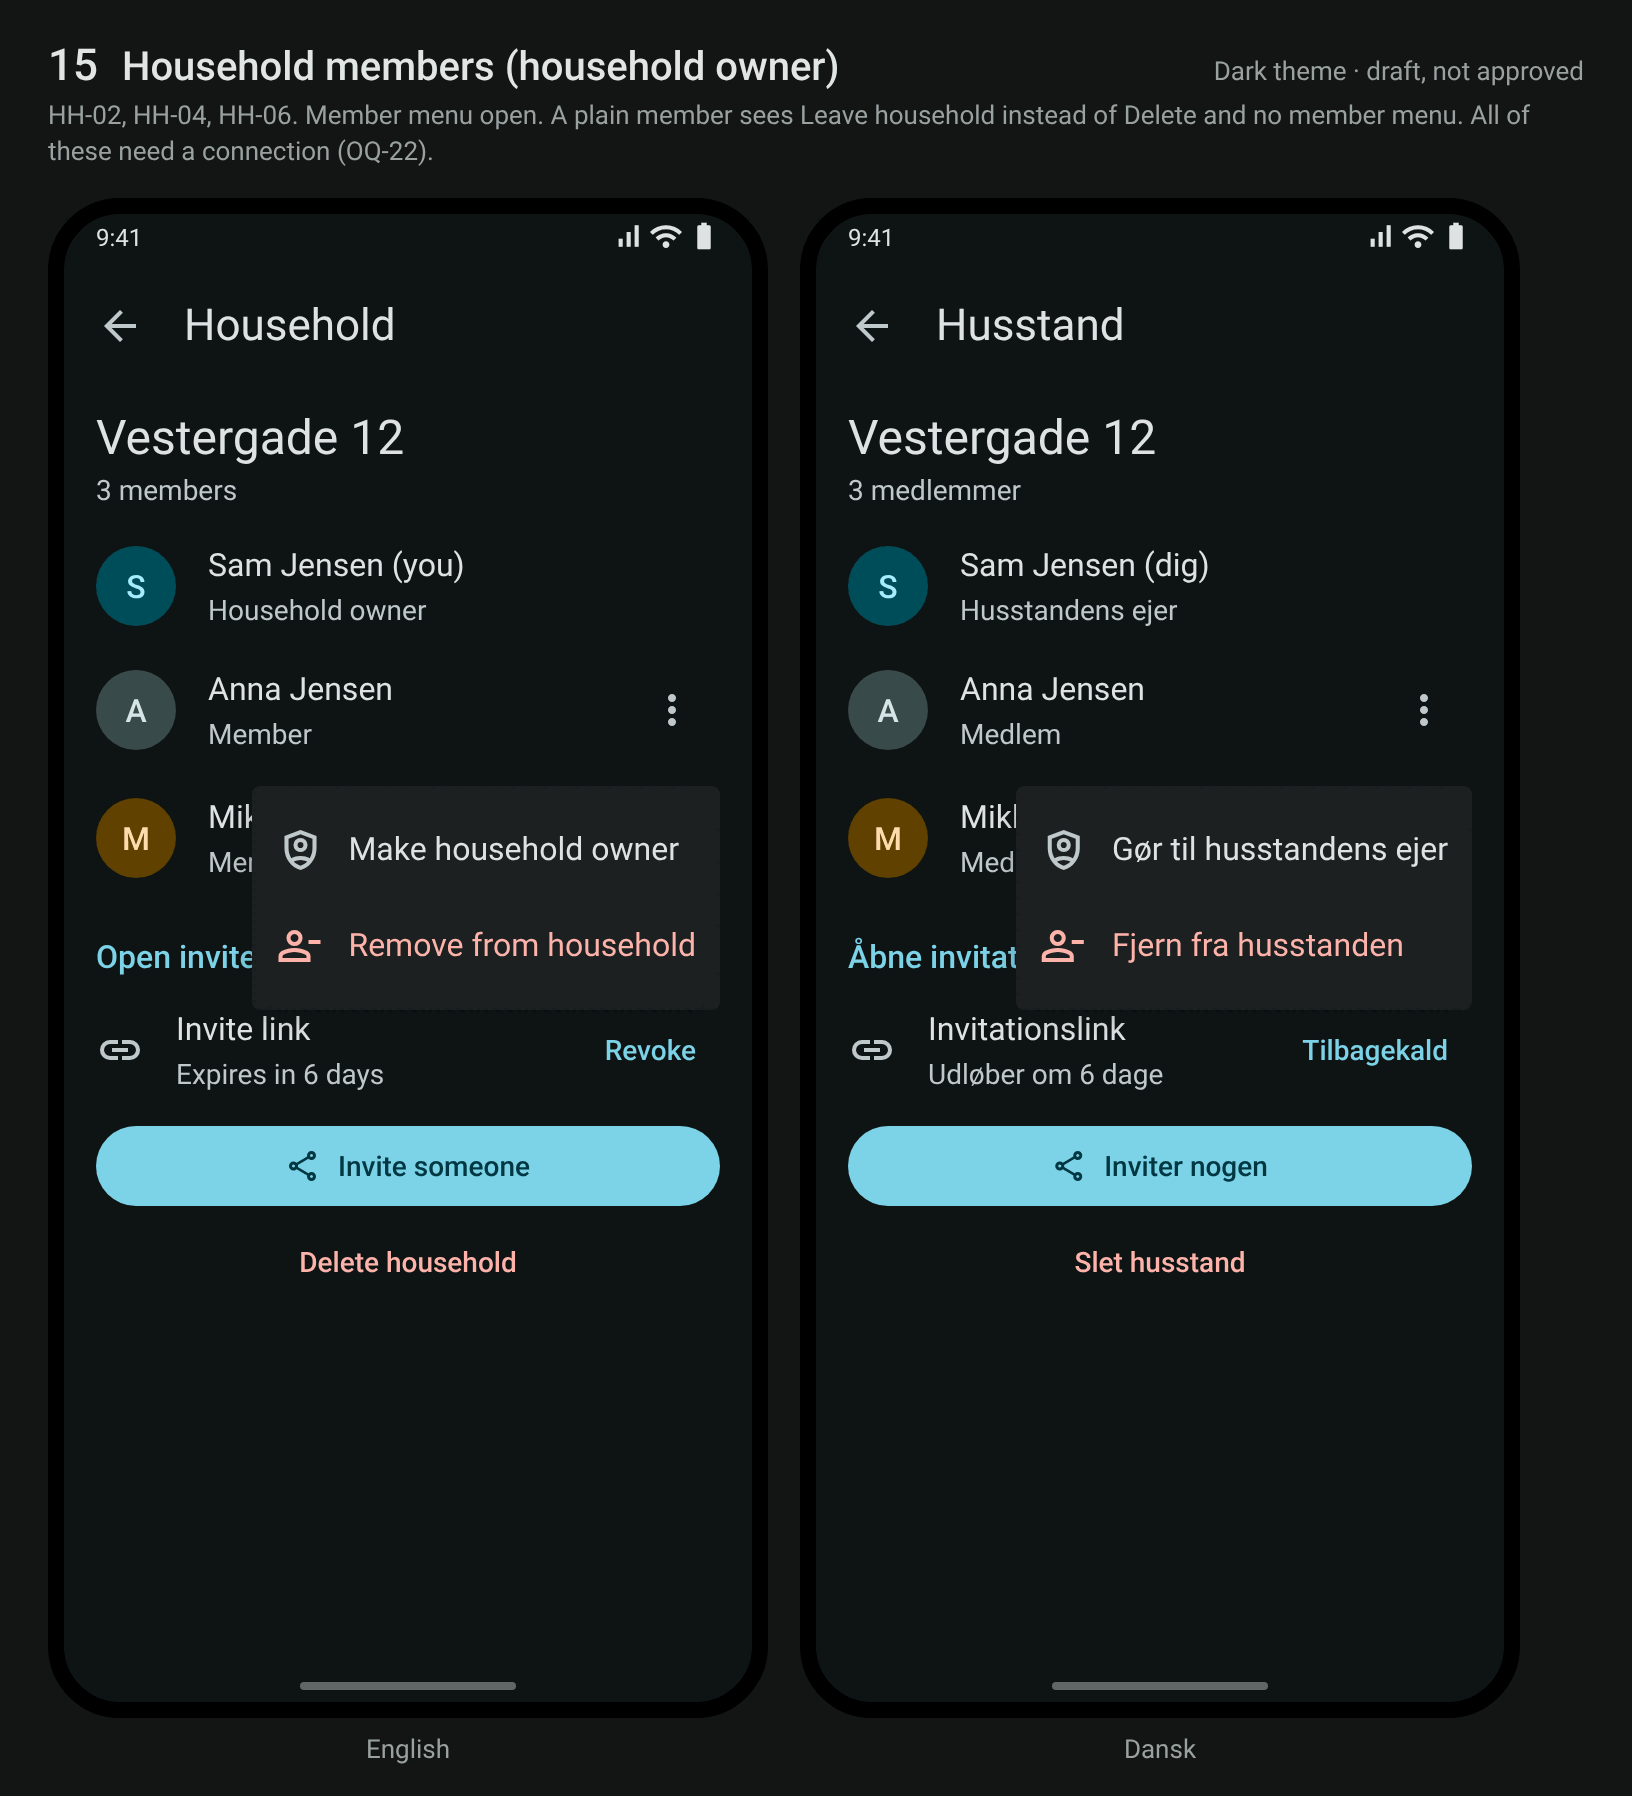 15 Household members (household owner)
Dark theme · draft, not approved
HH-02, HH-04, HH-06. Member menu open. A plain member sees Leave household instead of Delete and no member menu. All of
these need a connection (OQ-22).
9:41
Household
Vestergade 12
3 members
S
Sam Jensen (you)
Household owner
A
Anna Jensen
Member
M
Make household owner
Remove from household
Open invite
Invite link
Expires in 6 days
Revoke
Invite someone
Delete household
English
9:41
Husstand
Vestergade 12
3 medlemmer
S
Sam Jensen (dig)
Husstandens ejer
A
Anna Jensen
Medlem
M
Gør til husstandens ejer
Fjern fra husstanden
Åbne
Invitationslink
Udløber om 6 dage
Tilbagekald
Inviter nogen
Slet husstand
Dansk